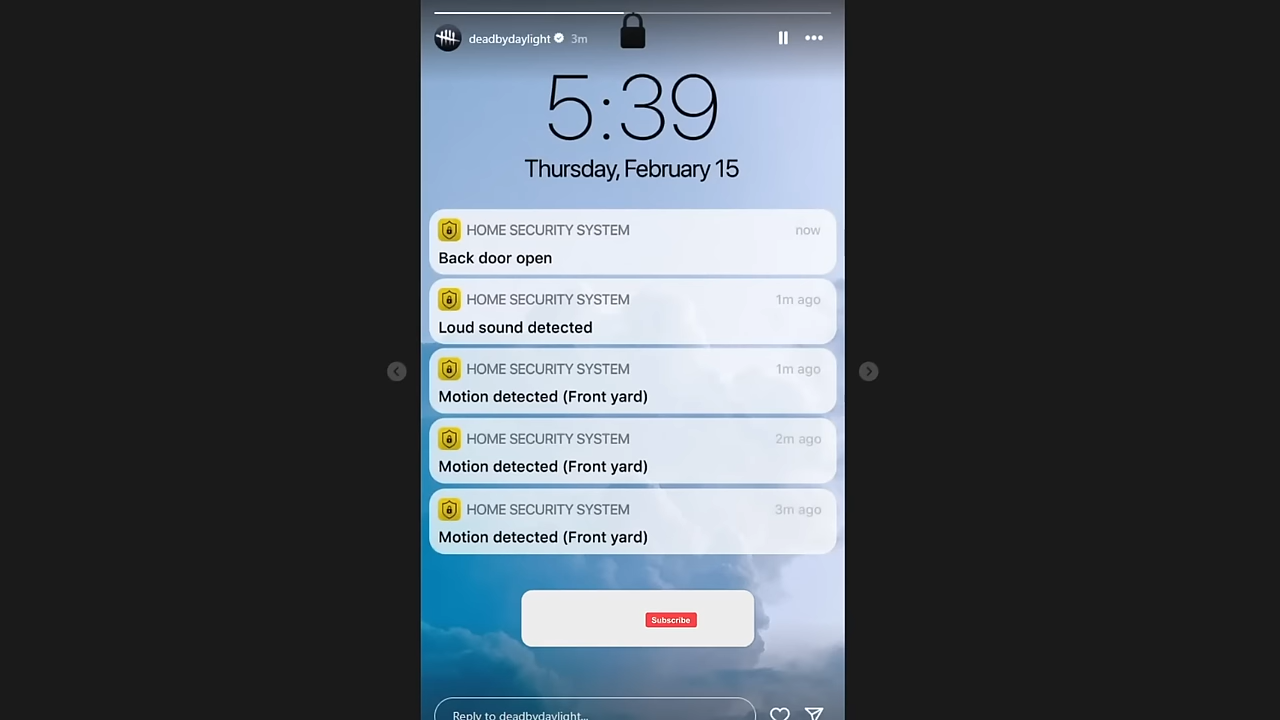 deadbydaylight 3m
5:39
Thursday, February 15
HOME SECURITY SYSTEM now
Back door open
HOME SECURITY SYSTEM 1m ago
Loud sound detected
HOME SECURITY SYSTEM 1m ago
Motion detected (Front yard)
HOME SECURITY SYSTEM 2m ago
Motion detected (Front yard)
HOME SECURITY SYSTEM 3m ago
Motion detected (Front yard)
Subscribe
Reply to deadbydaylight...